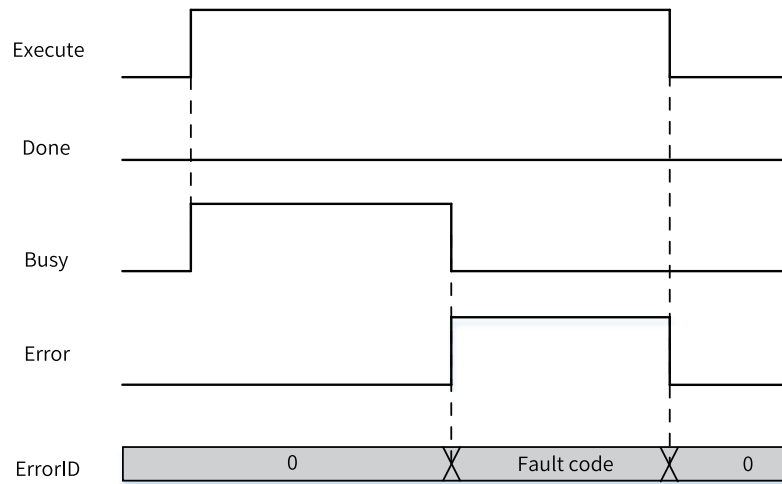 Execute
Done
Busy
Error
ErrorID 0 Fault code 0